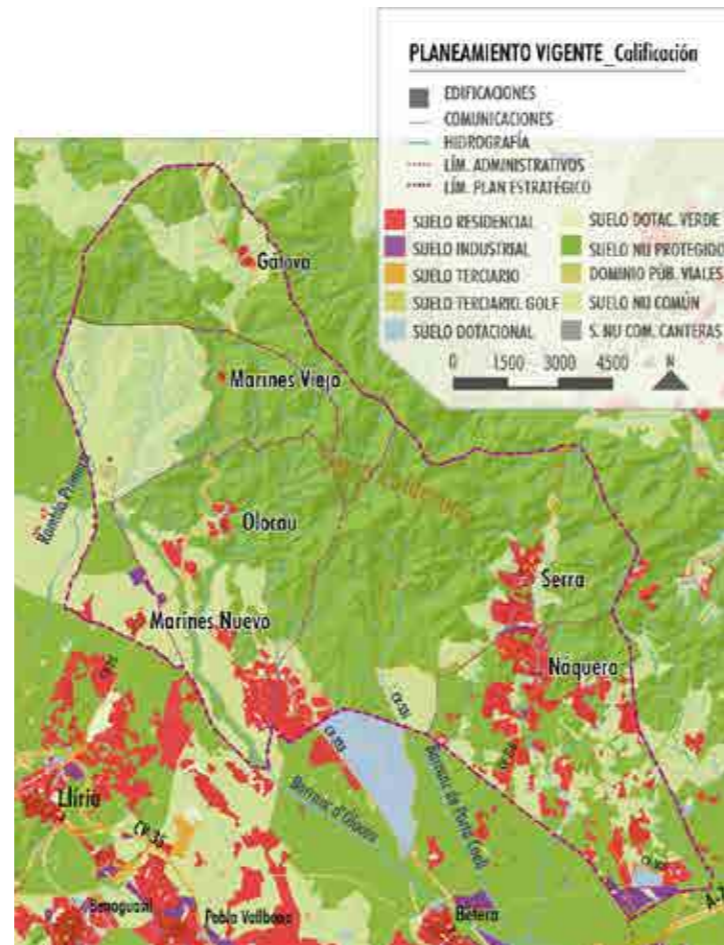 PLANEAMIENTO VIGENTE_Calificación
EDIFICACIONES
COMUNICACIONES
HIDROGRAFÍA
LÍM. ADMINISTRATIVOS
LÍM. PLAN ESTRATÉGICO
SUELO RESIDENCIAL
SUELO INDUSTRIAL
SUELO TERCIARIO
SUELO TERCIARIO. GOLF
SUELO DOTACIONAL
SUELO DOTAC. VERDE
SUELO NU PROTEGIDO
DOMINIO PÚB. VIALES
SUELO NU COMÚN
S. NU COM. CANTERAS
0 1500 3000 4500 N
Gátova
Marines Viejo
Olocau
Serra
Marines Nuevo
Náquera
Llíria
CV-35
Barranc d'Olocau
Barranc de Porta Coeli
Benaguasil
Pobla Vallbona
Bétera